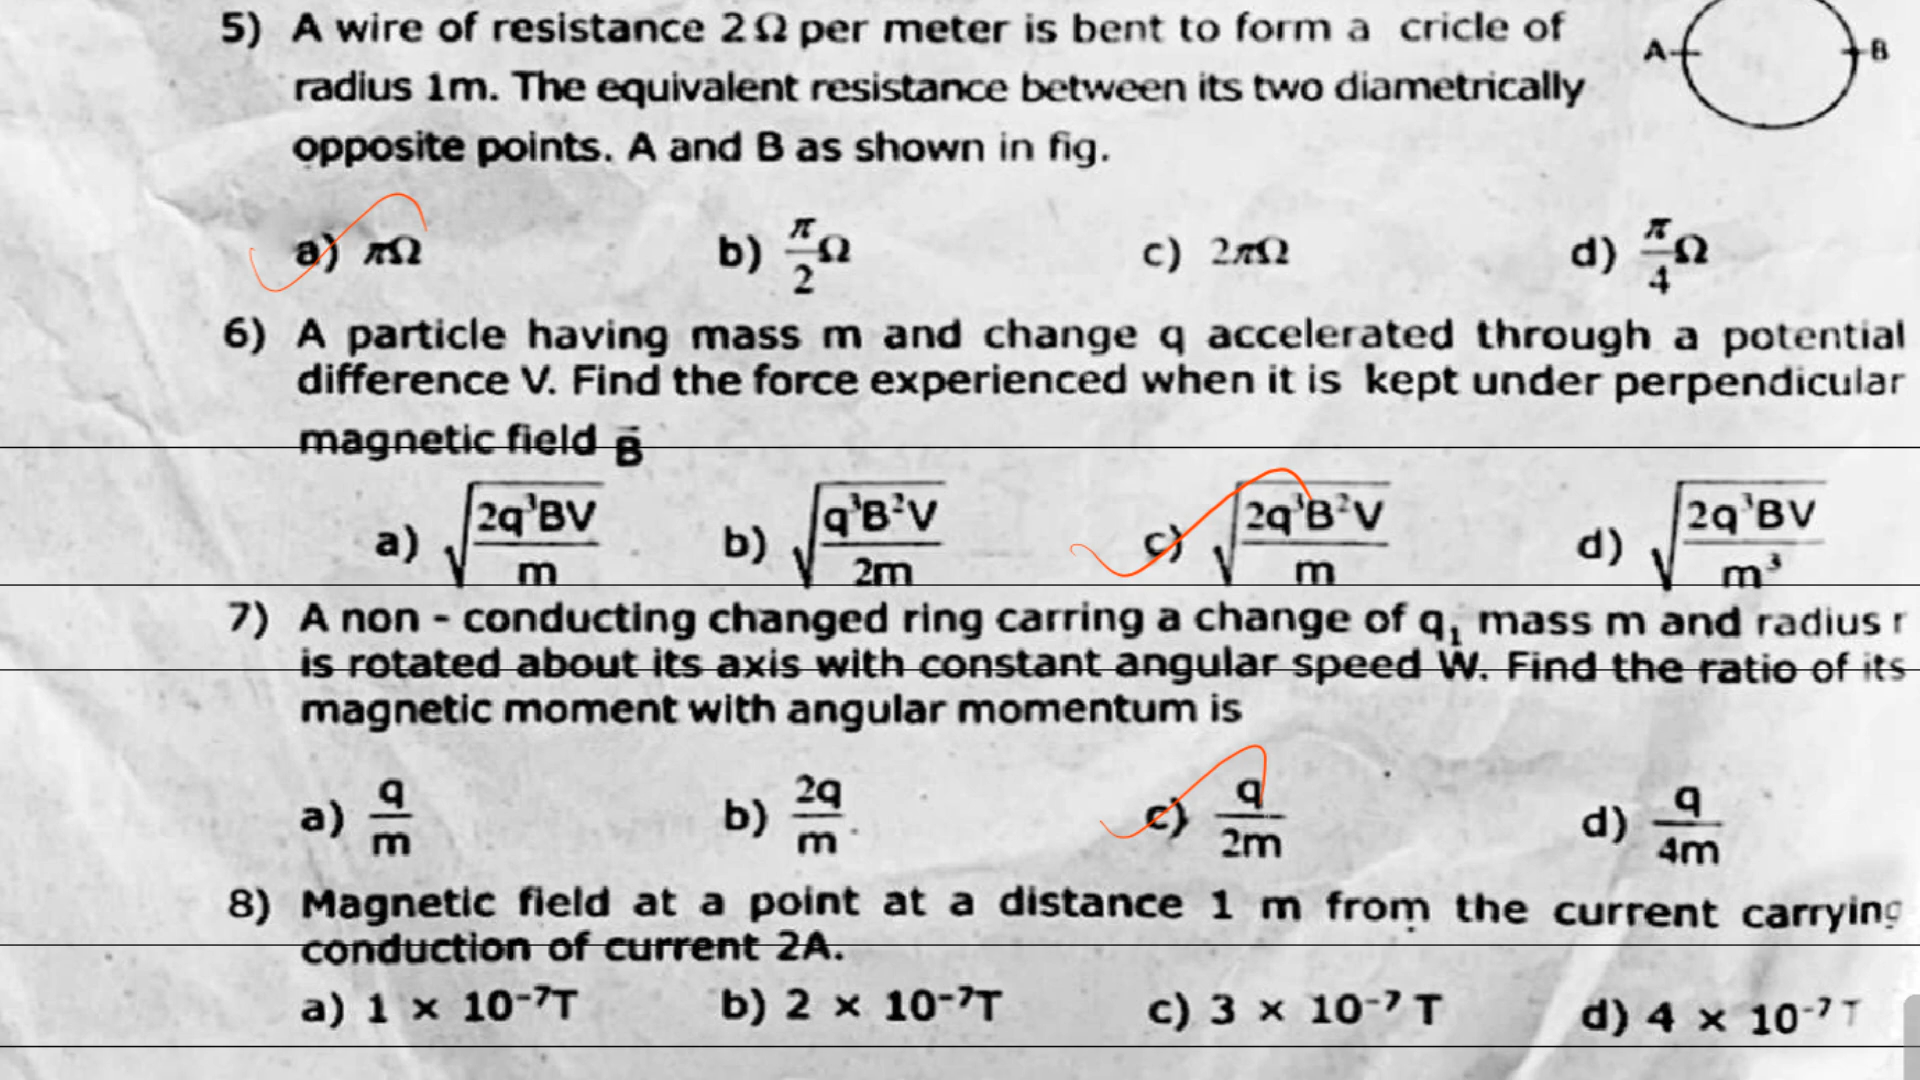 5) A wire of resistance 2Ω per meter is bent to form a cricle of
radius 1m. The equivalent resistance between its two diametrically
opposite points. A and B as shown in fig.
A B
a) πΩ b) π/2 Ω c) 2πΩ d) π/4 Ω
6) A particle having mass m and change q accelerated through a potential
difference V. Find the force experienced when it is kept under perpendicular
magnetic field B⃗
a) √(2q³BV/m) b) √(q³B²V/2m) c) √(2q³B²V/m) d) √(2q³BV/m³)
7) A non - conducting changed ring carring a change of q, mass m and radius r
is rotated about its axis with constant angular speed W. Find the ratio of its
magnetic moment with angular momentum is
a) q/m b) 2q/m c) q/2m d) q/4m
8) Magnetic field at a point at a distance 1 m from the current carrying
conduction of current 2A.
a) 1 × 10⁻⁷T b) 2 × 10⁻⁷T c) 3 × 10⁻⁷ T d) 4 × 10⁻⁷ T